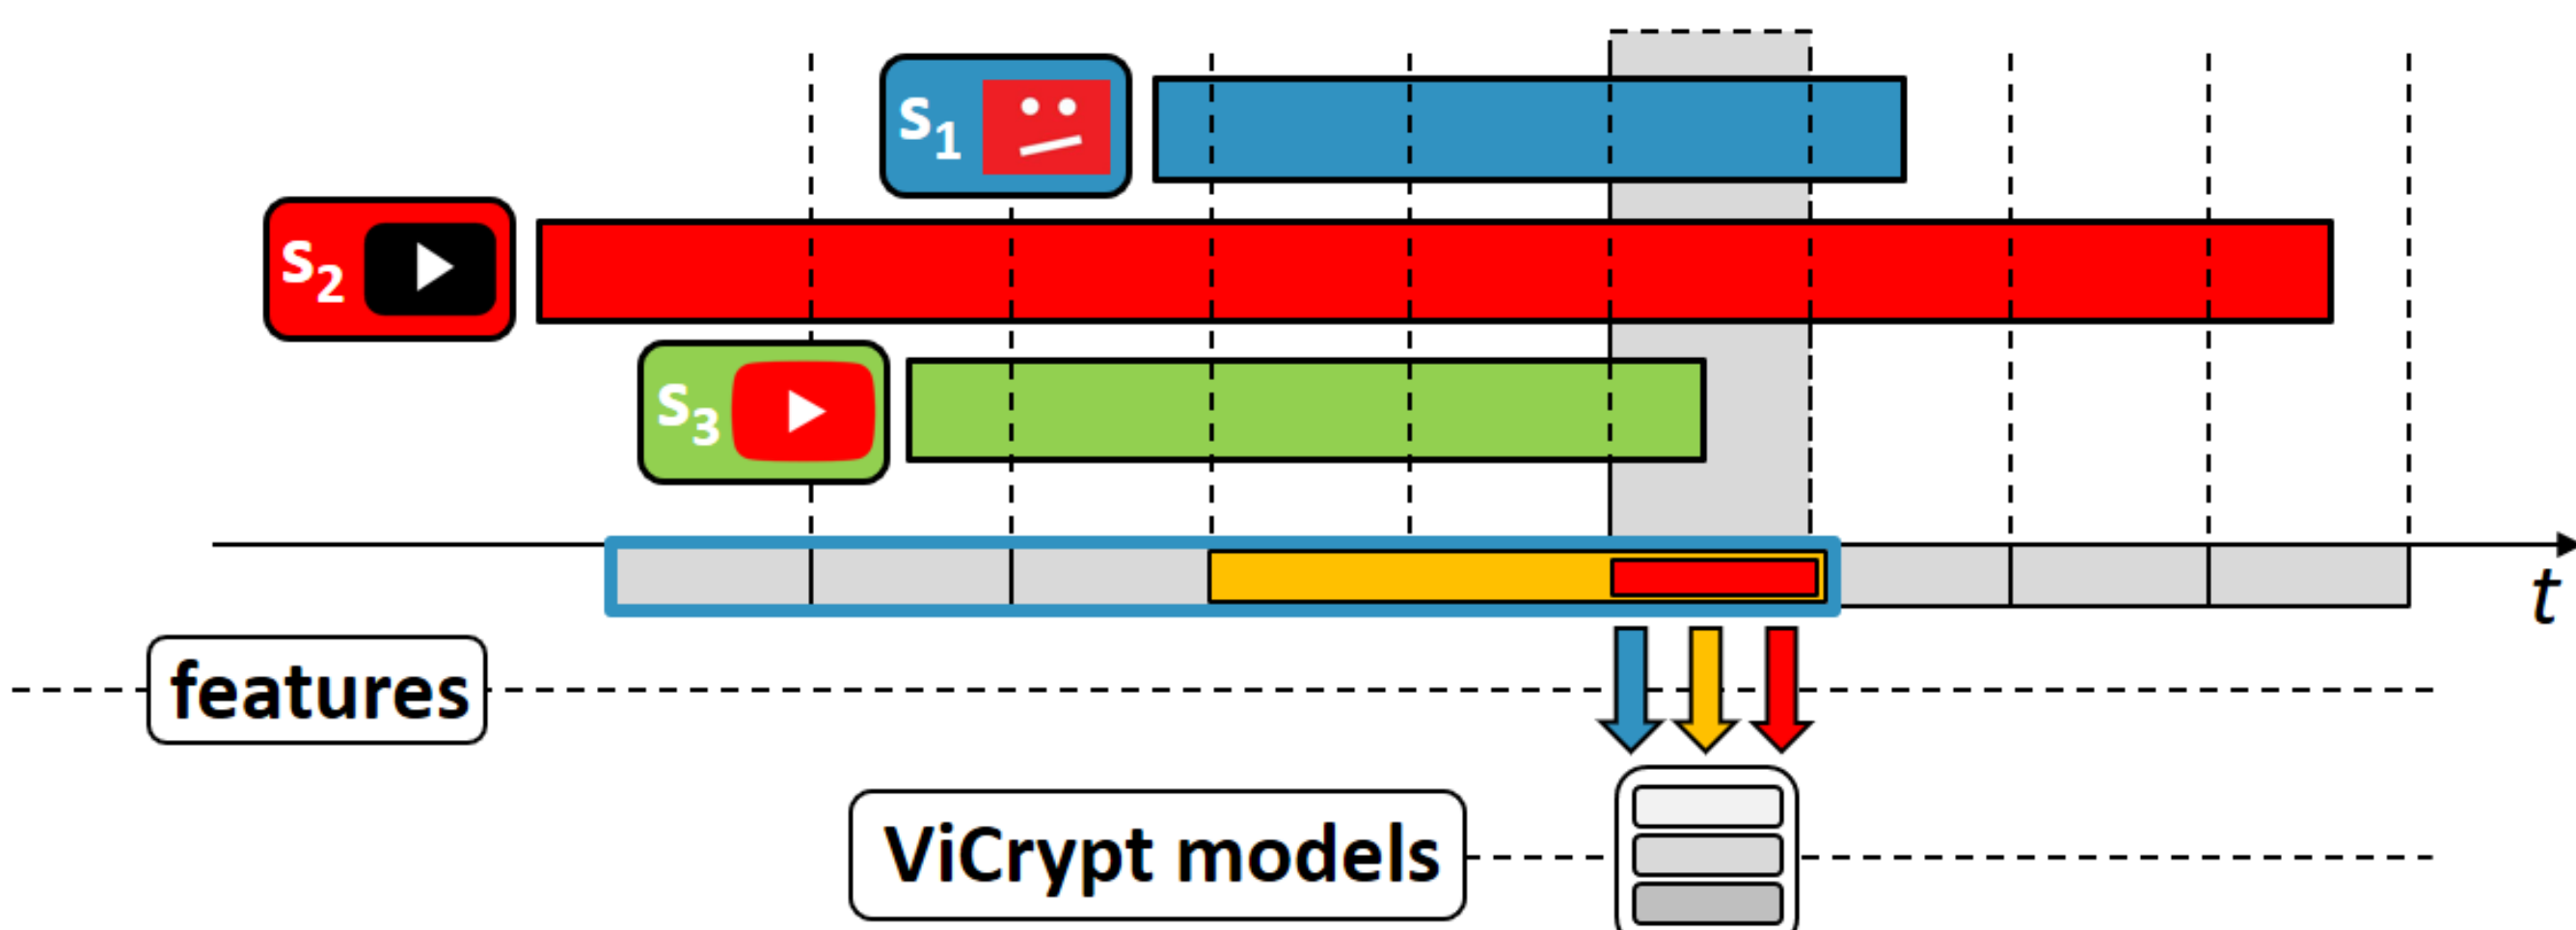 s1
s2
s3
t
features
ViCrypt models